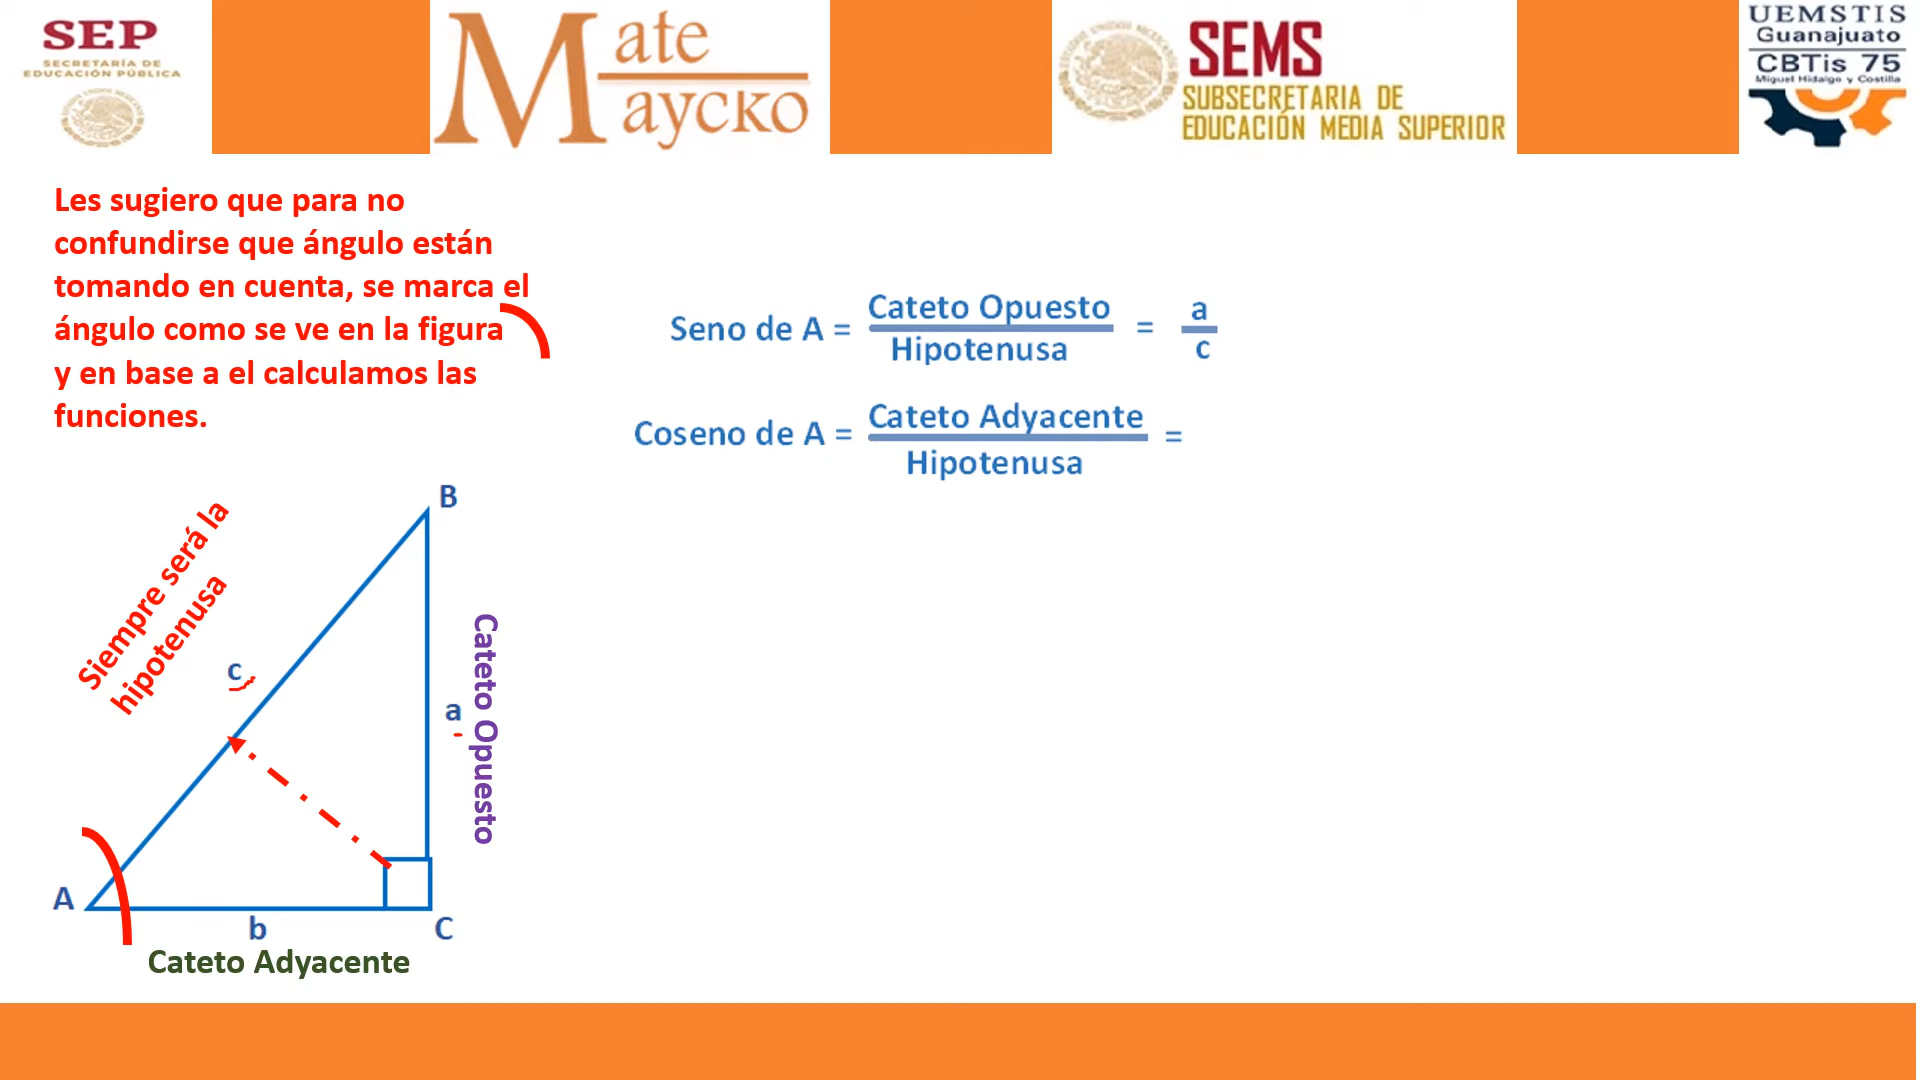 SEP
SECRETARÍA DE
EDUCACIÓN PÚBLICA
Mate
Maycko
SEMS
SUBSECRETARIA DE
EDUCACIÓN MEDIA SUPERIOR
UEMSTIS
Guanajuato
CBTis 75
Miguel Hidalgo y Costilla
Les sugiero que para no
confundirse que ángulo están
tomando en cuenta, se marca el
ángulo como se ve en la figura
y en base a el calculamos las
funciones.
Seno de A = Cateto Opuesto / Hipotenusa = a / c
Coseno de A = Cateto Adyacente / Hipotenusa =
B
Siempre será la
hipotenusa
c
a
Cateto Opuesto
A
b
C
Cateto Adyacente